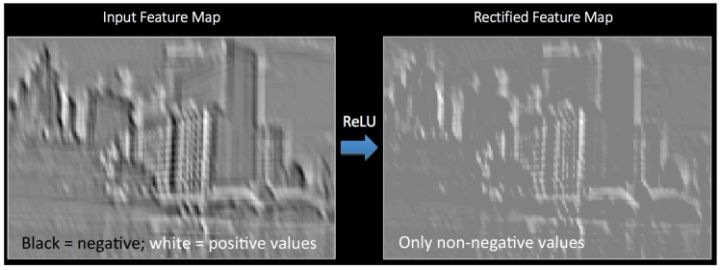 Input Feature Map
Rectified Feature Map
ReLU
Black = negative; white = positive values
Only non-negative values